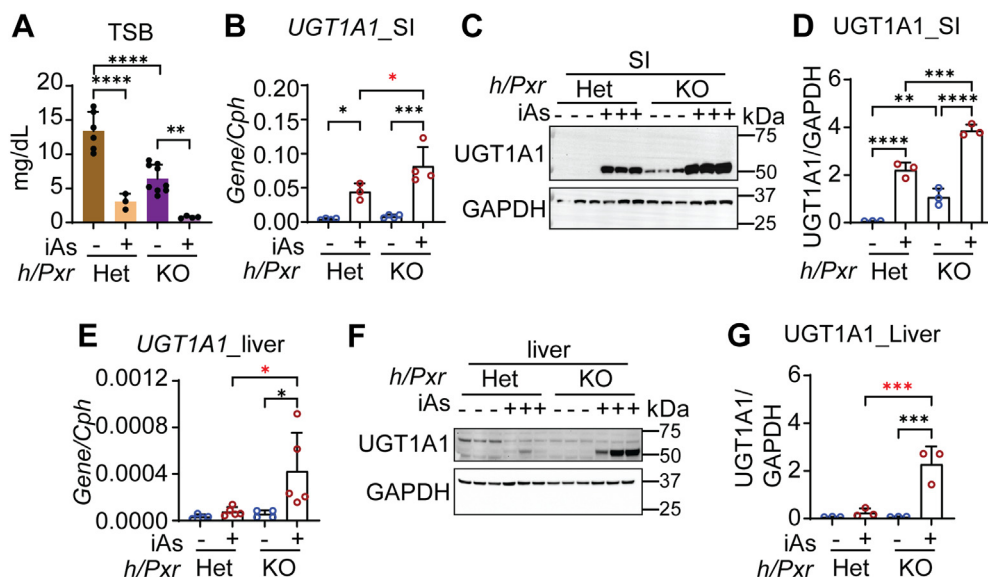 A
TSB
****
****
**
mg/dL
20
15
10
5
0
iAs - + - +
h/Pxr Het KO
B
UGT1A1_SI
*
*
***
Gene/Cph
0.20
0.15
0.10
0.05
0.00
iAs - + - +
h/Pxr Het KO
C
SI
h/Pxr Het KO
iAs - - - + + + - - - + + + kDa
UGT1A1
75
50
GAPDH
37
25
D
UGT1A1_SI
***
**
****
****
UGT1A1/GAPDH
6
4
2
0
iAs - + - +
h/Pxr Het KO
E
UGT1A1_liver
*
*
Gene/Cph
0.0012
0.0008
0.0004
0.0000
iAs - + - +
h/Pxr Het KO
F
liver
h/Pxr Het KO
iAs - - - + + + - - - + + + kDa
UGT1A1
75
50
GAPDH
37
25
G
UGT1A1_Liver
***
***
UGT1A1/
GAPDH
6
4
2
0
iAs - + - +
h/Pxr Het KO